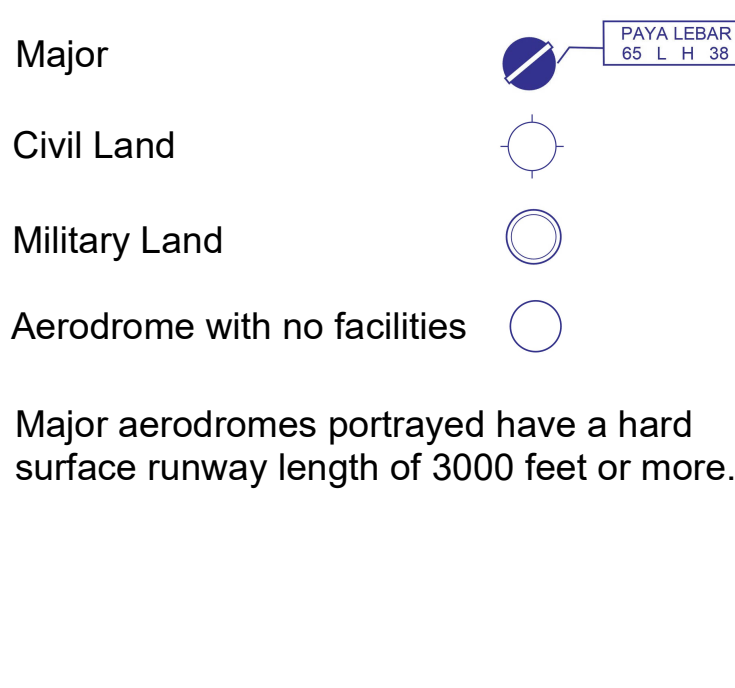 Major
PAYA LEBAR
65 L H 38
Civil Land
Military Land
Aerodrome with no facilities
Major aerodromes portrayed have a hard
surface runway length of 3000 feet or more.